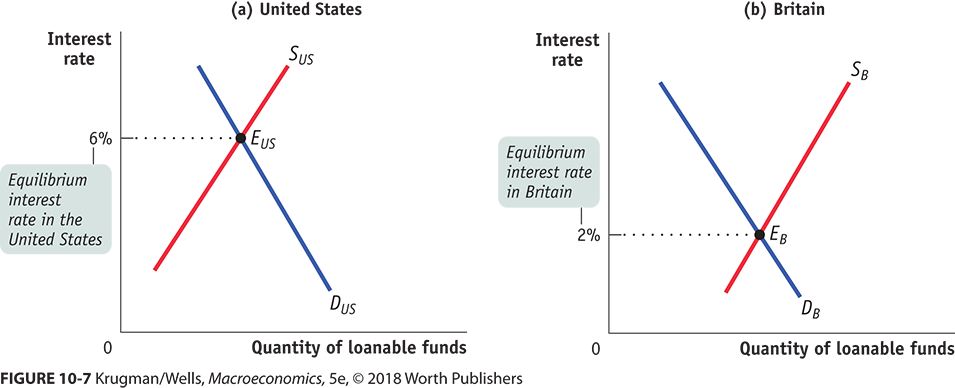 (a) United States
Interest
rate
S_US
6%
E_US
Equilibrium
interest
rate in the
United States
D_US
0
Quantity of loanable funds
(b) Britain
Interest
rate
S_B
Equilibrium
interest rate
in Britain
2%
E_B
D_B
0
Quantity of loanable funds
FIGURE 10-7 Krugman/Wells, Macroeconomics, 5e, © 2018 Worth Publishers